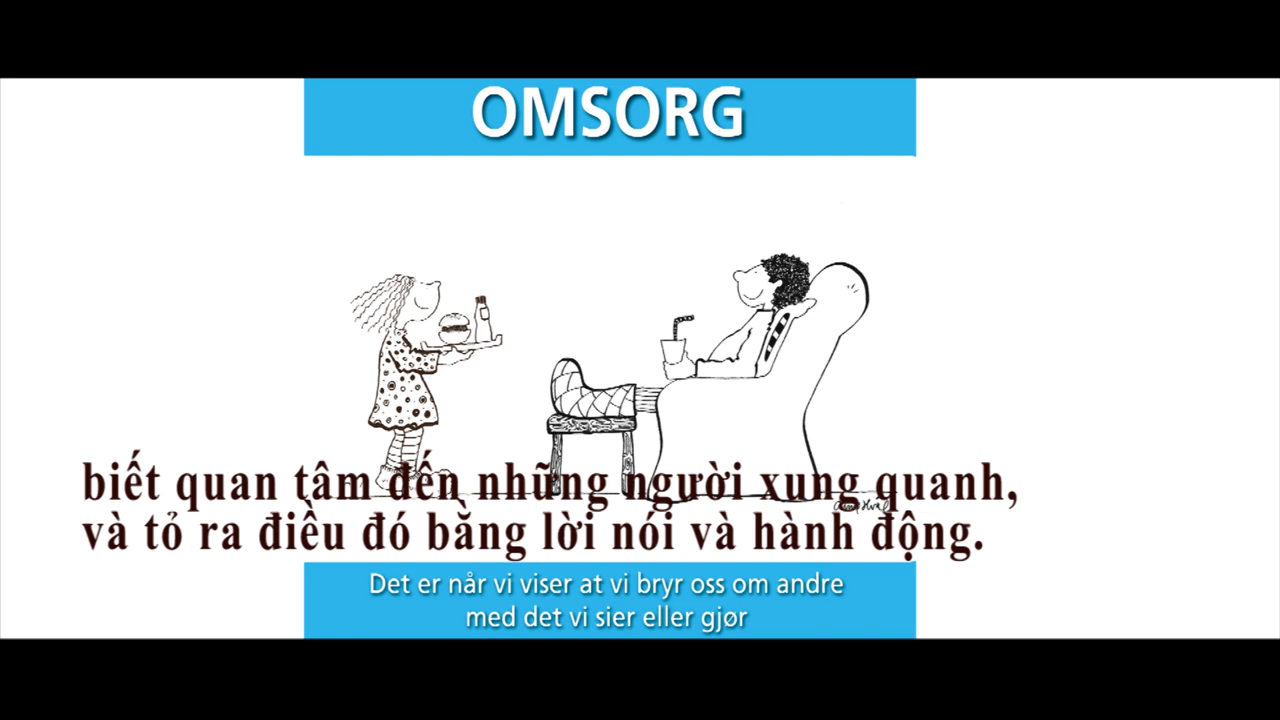 OMSORG
biết quan tâm đến những người xung quanh,
và tỏ ra điều đó bằng lời nói và hành động.
Det er når vi viser at vi bryr oss om andre
med det vi sier eller gjør